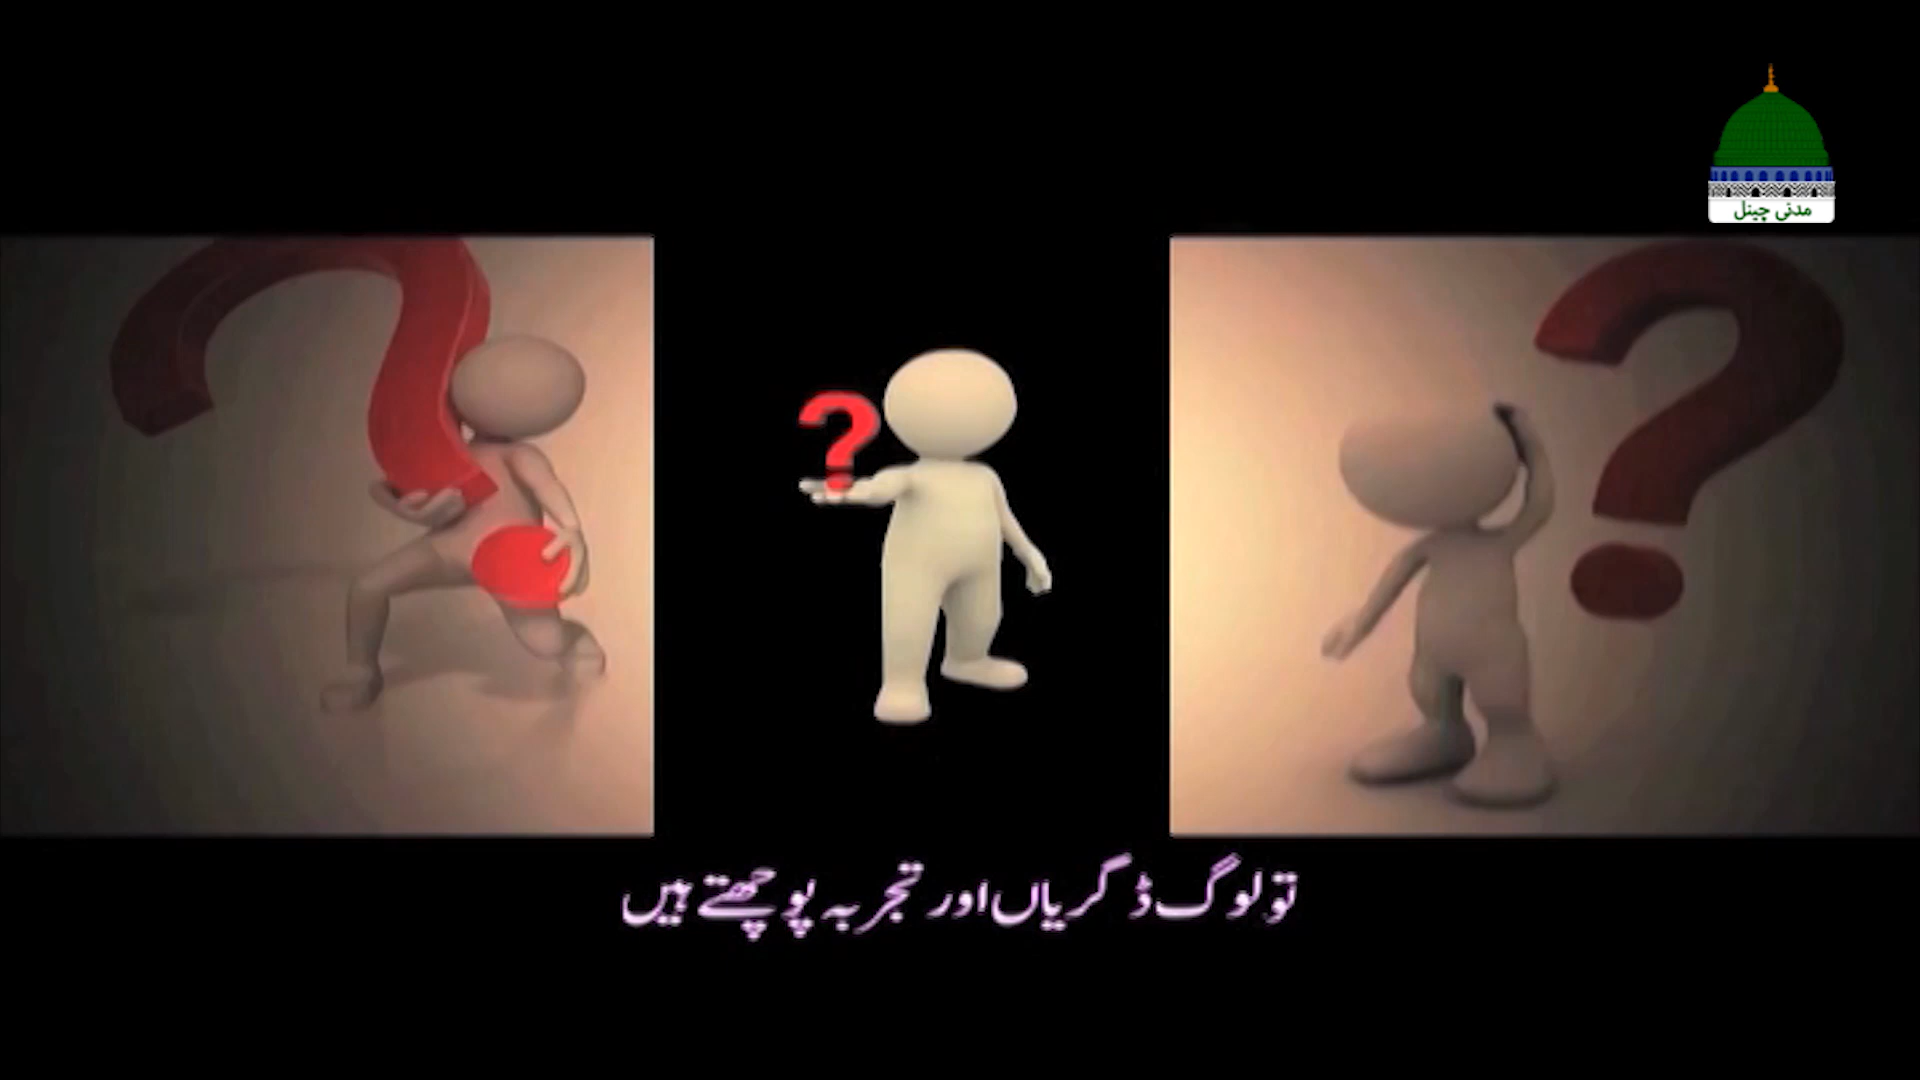 مدنی چینل
تو لوگ ڈگریاں اور تجربہ پوچھتے ہیں